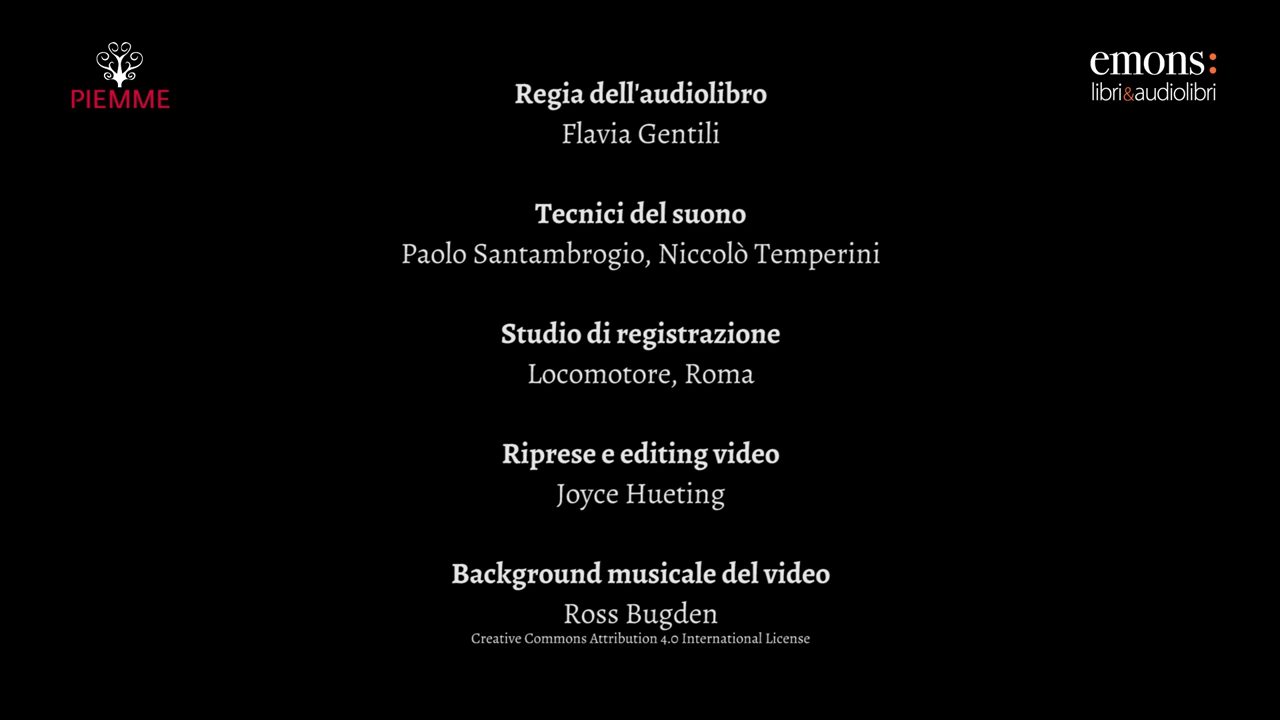 PIEMME
emons:
libri&audiolibri
Regia dell'audiolibro
Flavia Gentili
Tecnici del suono
Paolo Santambrogio, Niccolò Temperini
Studio di registrazione
Locomotore, Roma
Riprese e editing video
Joyce Hueting
Background musicale del video
Ross Bugden
Creative Commons Attribution 4.0 International License